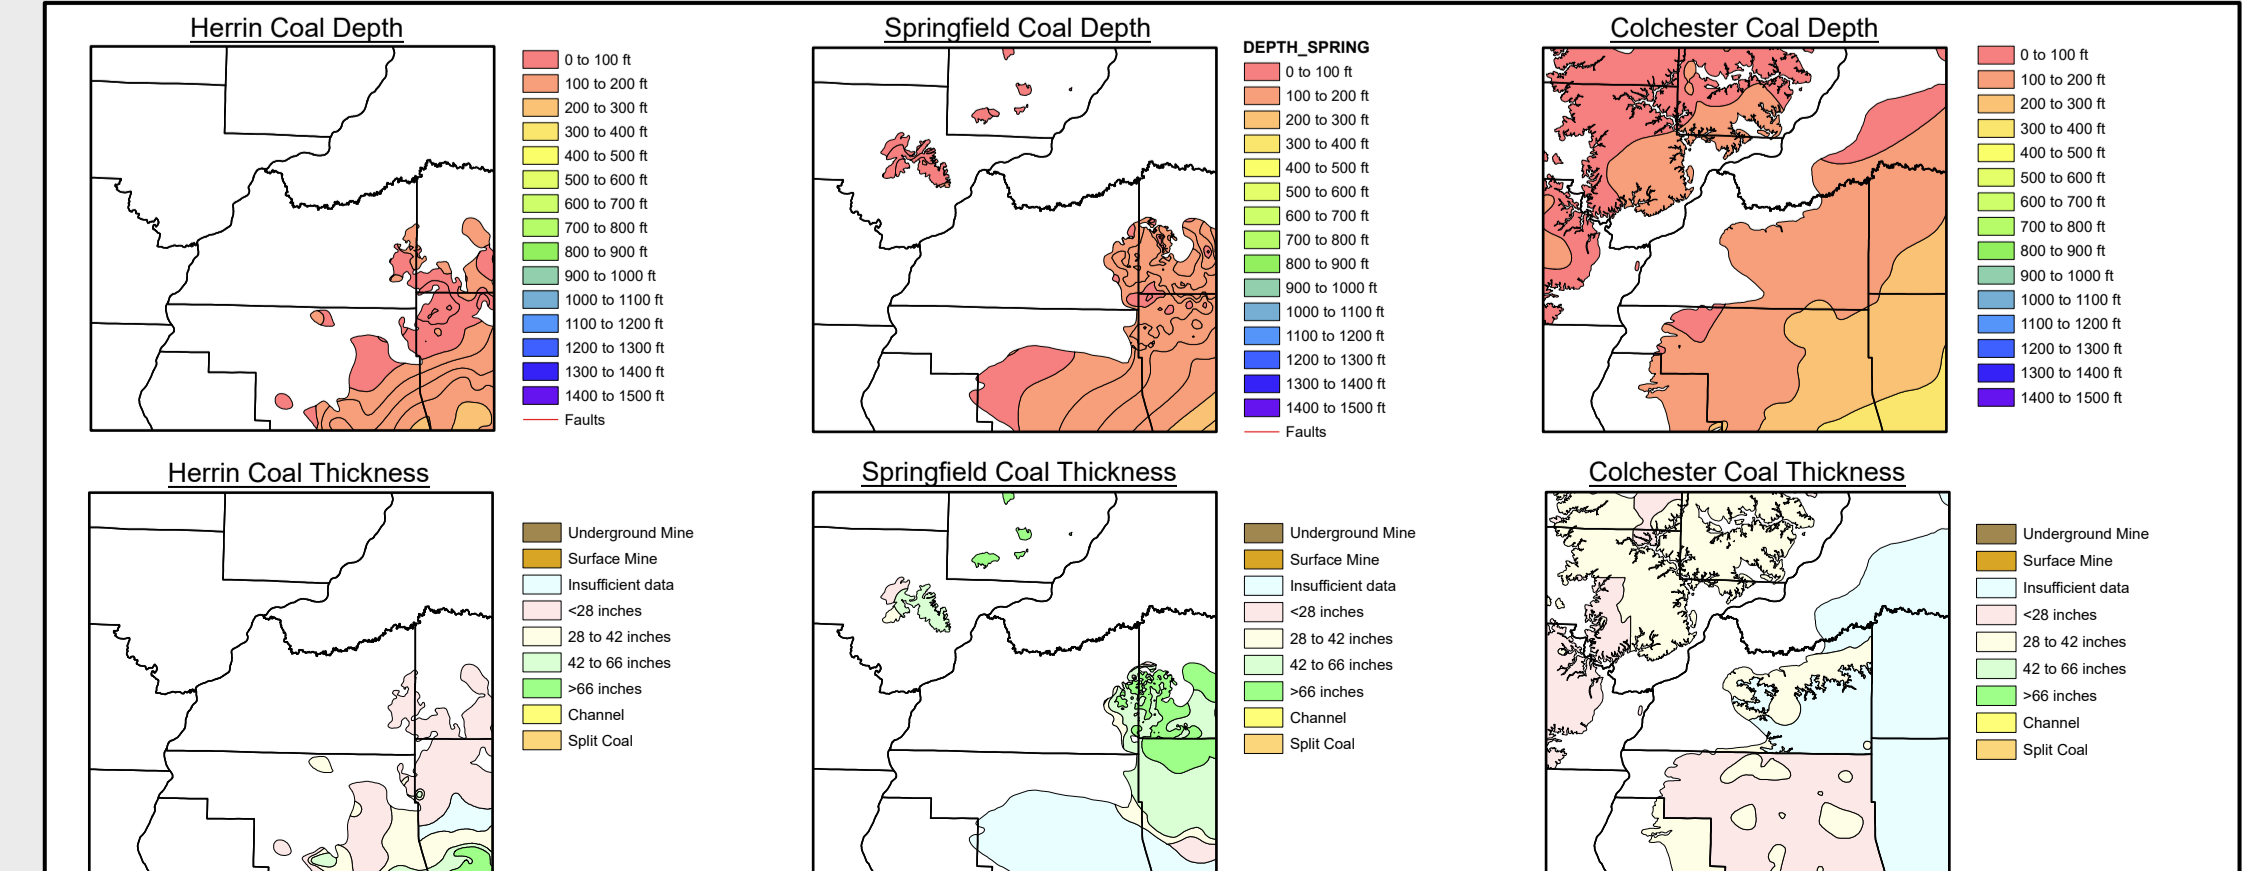 Herrin Coal Depth
0 to 100 ft
100 to 200 ft
200 to 300 ft
300 to 400 ft
400 to 500 ft
500 to 600 ft
600 to 700 ft
700 to 800 ft
800 to 900 ft
900 to 1000 ft
1000 to 1100 ft
1100 to 1200 ft
1200 to 1300 ft
1300 to 1400 ft
1400 to 1500 ft
Faults
Springfield Coal Depth
DEPTH_SPRING
0 to 100 ft
100 to 200 ft
200 to 300 ft
300 to 400 ft
400 to 500 ft
500 to 600 ft
600 to 700 ft
700 to 800 ft
800 to 900 ft
900 to 1000 ft
1000 to 1100 ft
1100 to 1200 ft
1200 to 1300 ft
1300 to 1400 ft
1400 to 1500 ft
Faults
Colchester Coal Depth
0 to 100 ft
100 to 200 ft
200 to 300 ft
300 to 400 ft
400 to 500 ft
500 to 600 ft
600 to 700 ft
700 to 800 ft
800 to 900 ft
900 to 1000 ft
1000 to 1100 ft
1100 to 1200 ft
1200 to 1300 ft
1300 to 1400 ft
1400 to 1500 ft
Herrin Coal Thickness
Underground Mine
Surface Mine
Insufficient data
<28 inches
28 to 42 inches
42 to 66 inches
>66 inches
Channel
Split Coal
Springfield Coal Thickness
Underground Mine
Surface Mine
Insufficient data
<28 inches
28 to 42 inches
42 to 66 inches
>66 inches
Channel
Split Coal
Colchester Coal Thickness
Underground Mine
Surface Mine
Insufficient data
<28 inches
28 to 42 inches
42 to 66 inches
>66 inches
Channel
Split Coal